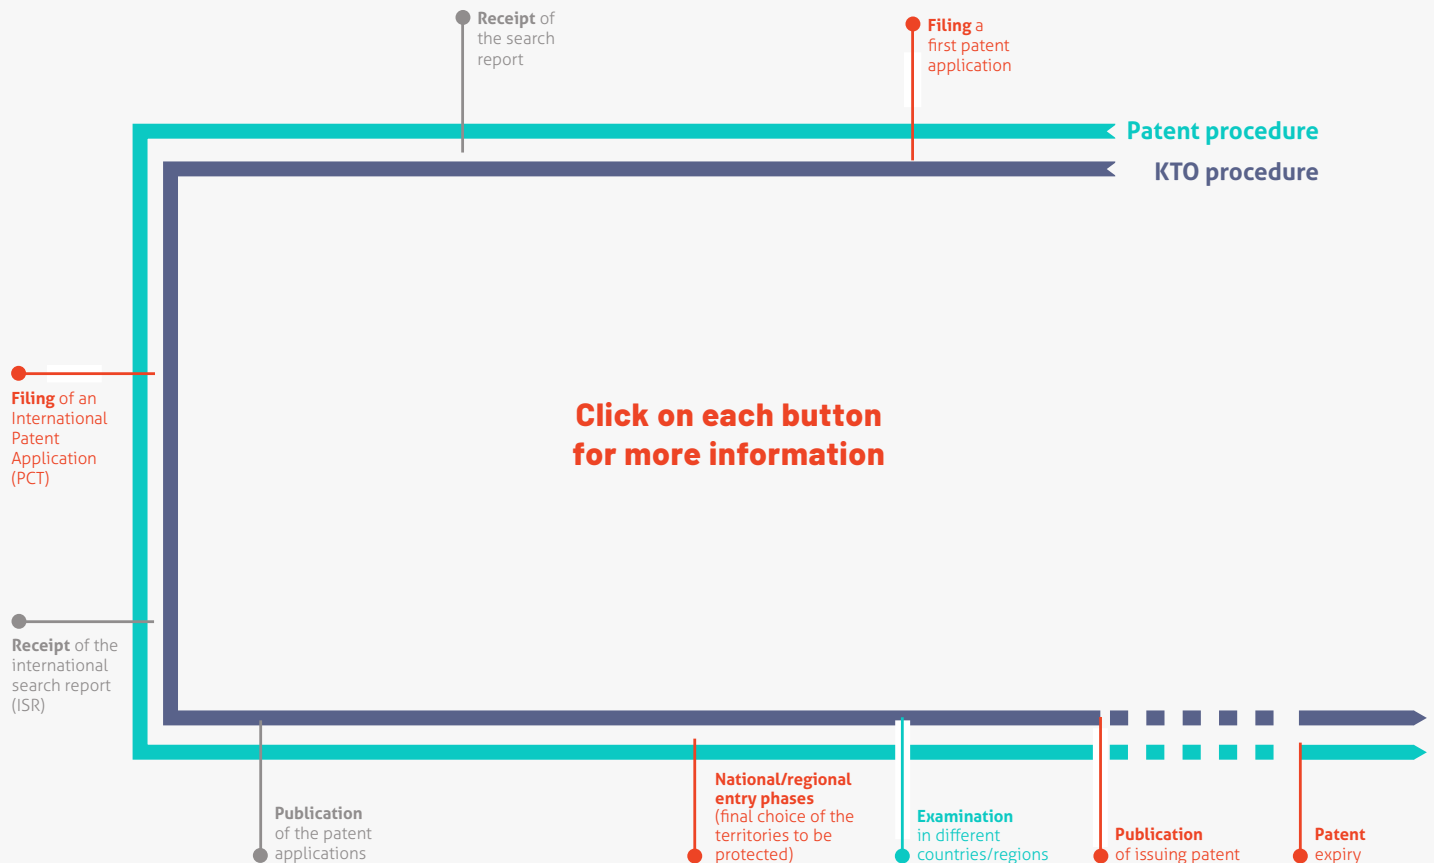 Receipt of
the search
report
Filing a
first patent
application
Patent procedure
KTO procedure
Filing of an
International
Patent
Application
(PCT)
Click on each button
for more information
Receipt of the
international
search report
(ISR)
Publication
of the patent
applications
National/regional
entry phases
(final choice of the
territories to be
protected)
Examination
in different
countries/regions
Publication
of issuing patent
Patent
expiry